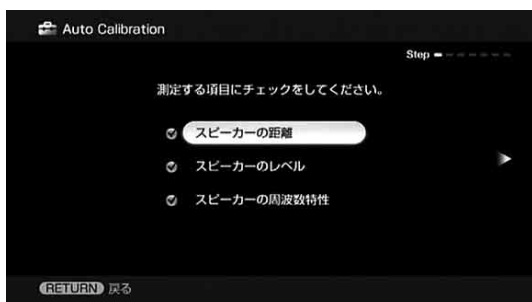 Auto Calibration
Step
測定する項目にチェックをしてください。
スピーカーの距離
スピーカーのレベル
スピーカーの周波数特性
RETURN 戻る